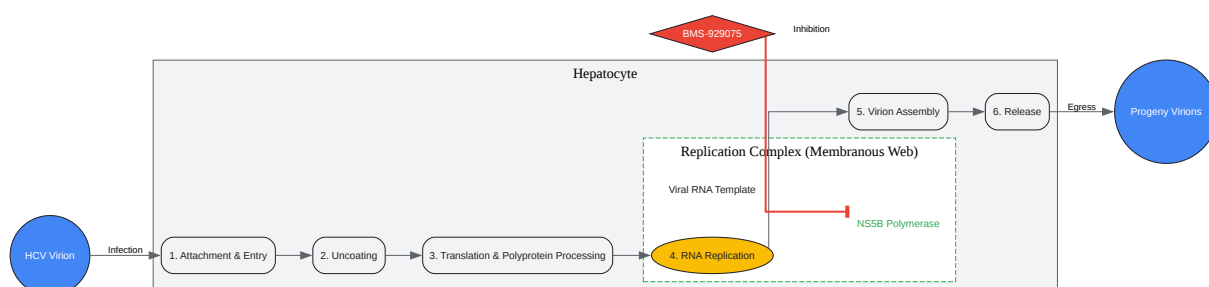 BMS-929075
Inhibition
Hepatocyte
5. Virion Assembly
6. Release
Egress
Progeny Virions
Replication Complex (Membranous Web)
Viral RNA Template
NS5B Polymerase
HCV Virion
Infection
1. Attachment & Entry
2. Uncoating
3. Translation & Polyprotein Processing
4. RNA Replication